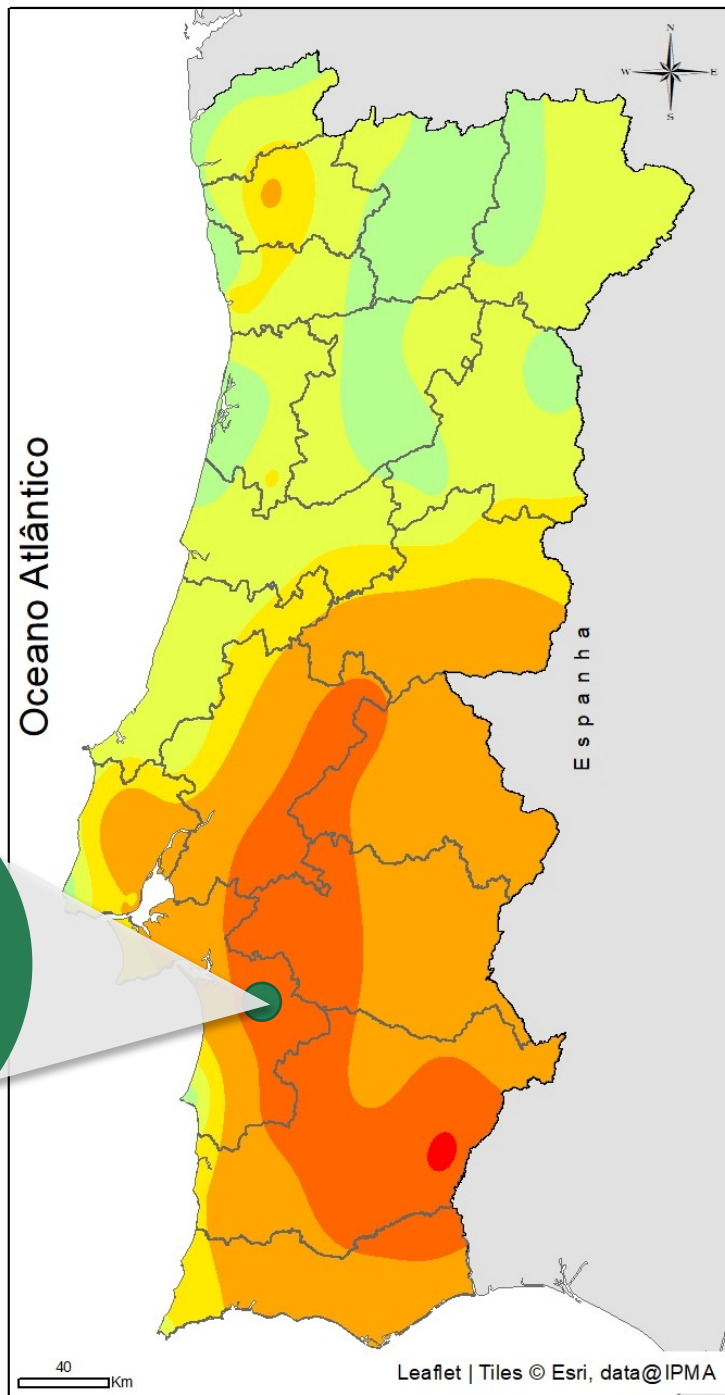 N
W E
S
Oceano Atlântico
Espanha
40
Km
Leaflet | Tiles © Esri, data@IPMA